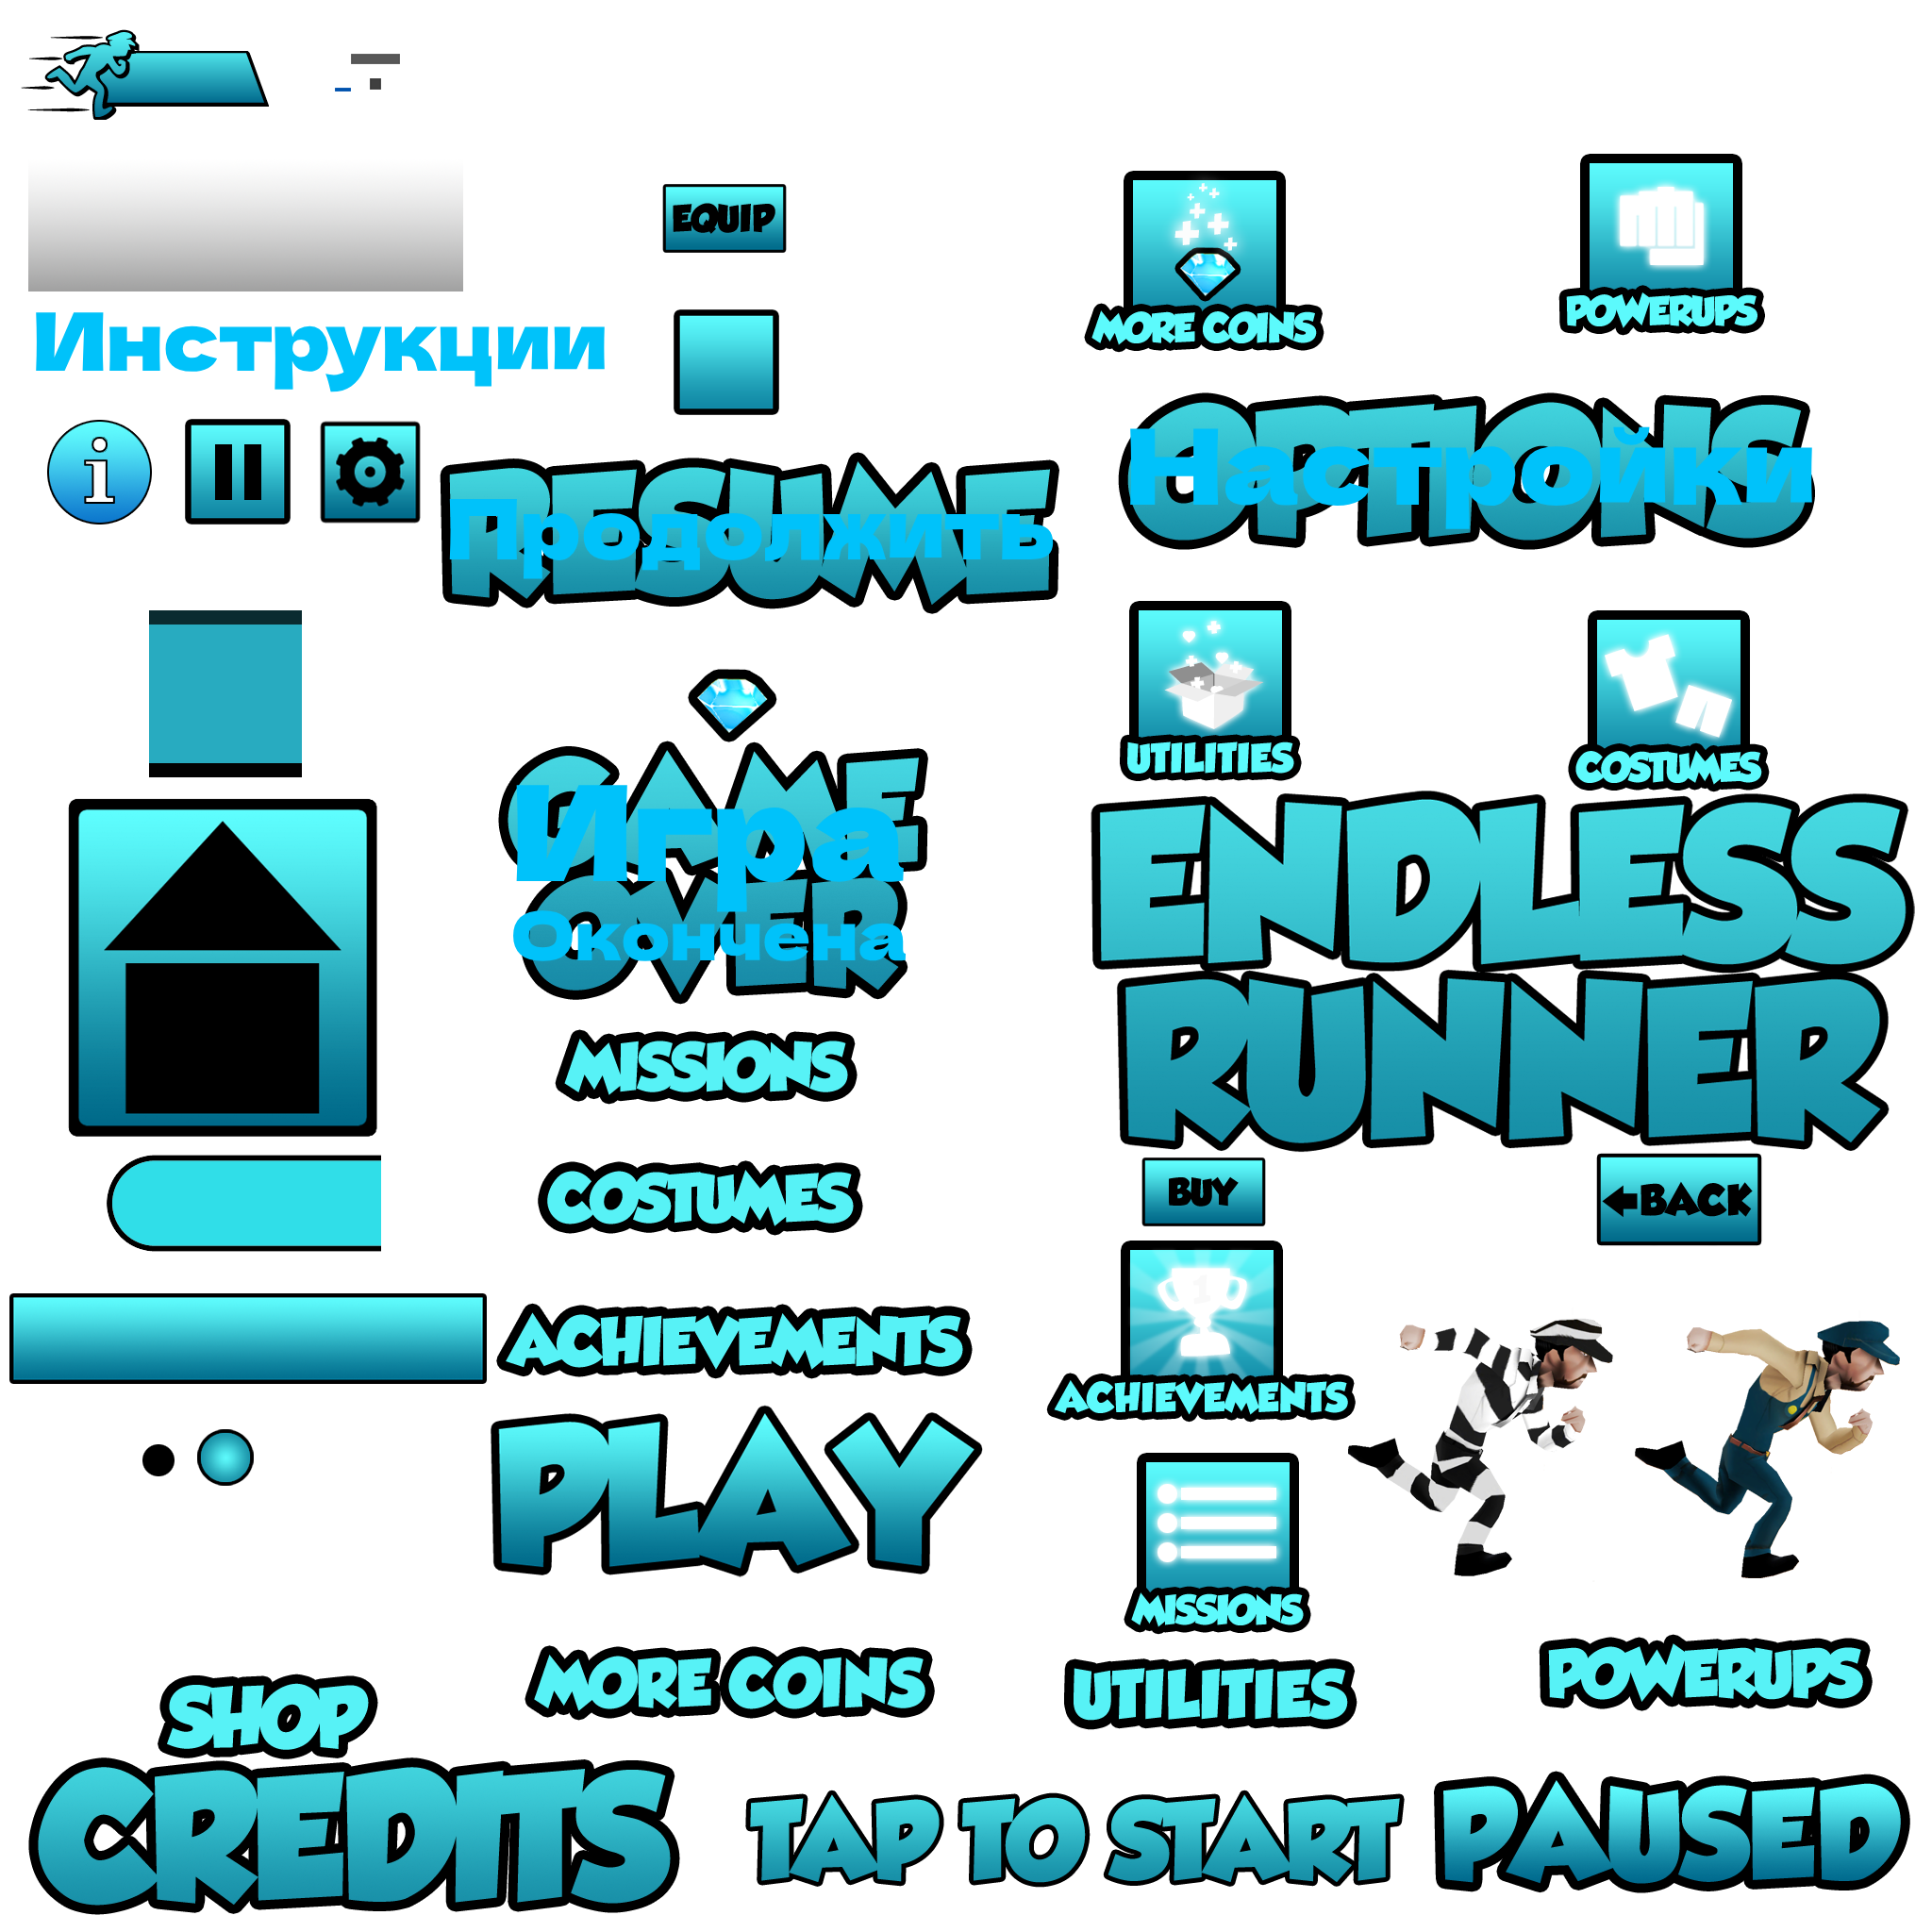 EQUIP
MORE COINS
POWERUPS
Инструкции
i
OPTIONS
Настройки
RESUME
Продолжить
UTILITIES
COSTUMES
GAME
Игра
OVER
Окончена
ENDLESS
RUNNER
MISSIONS
COSTUMES
BUY
BACK
ACHIEVEMENTS
1
ACHIEVEMENTS
PLAY
MISSIONS
MORE COINS
UTILITIES
POWERUPS
SHOP
CREDITS
TAP TO START
PAUSED